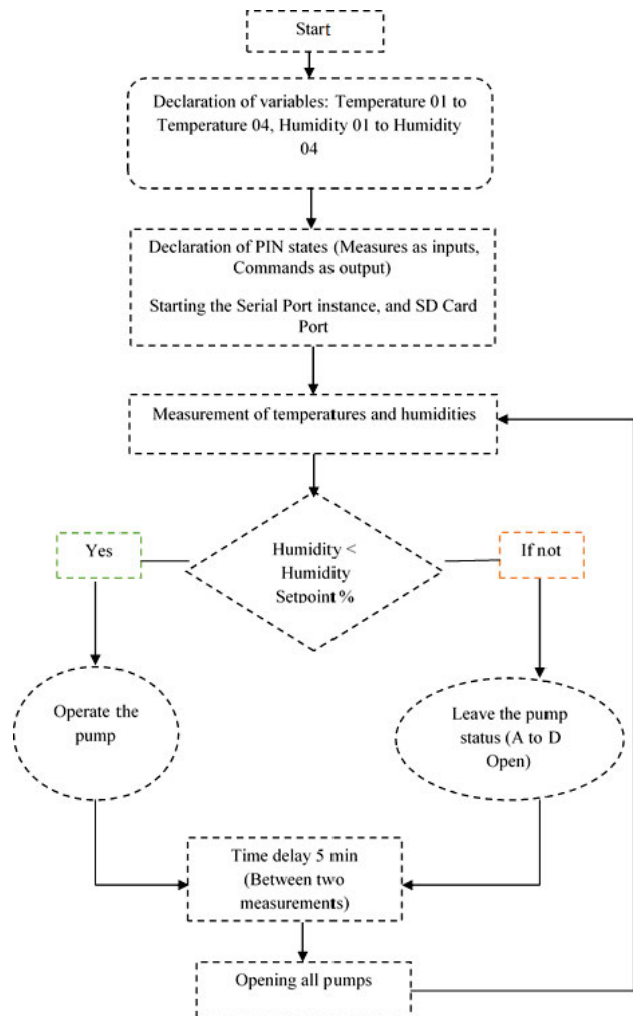 Start
Declaration of variables: Temperature 01 to
Temperature 04, Humidity 01 to Humidity
04
Declaration of PIN states (Measures as inputs,
Commands as output)
Starting the Serial Port instance, and SD Card
Port
Measurement of temperatures and humidities
Humidity <
Humidity
Setpoint %
Yes
If not
Operate the
pump
Leave the pump
status (A to D
Open)
Time delay 5 min
(Between two
measurements)
Opening all pumps